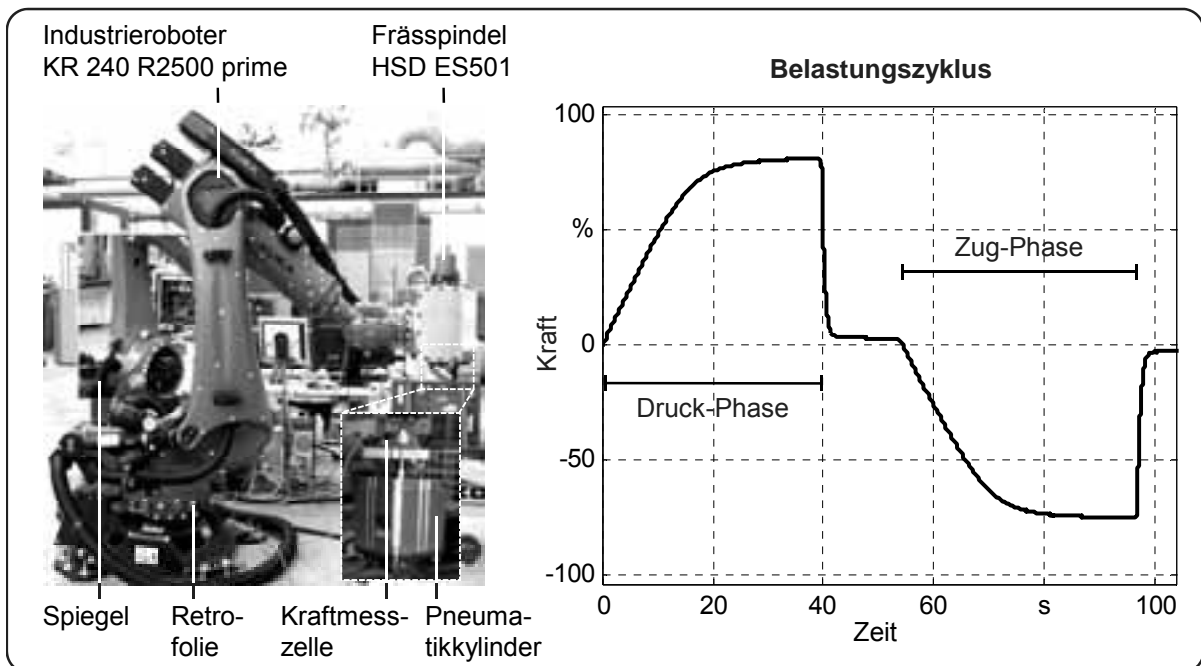 Industrieroboter
KR 240 R2500 prime
Frässpindel
HSD ES501
Spiegel
Retro-
folie
Kraftmess-
zelle
Pneuma-
tikkylinder
Belastungszyklus
100
%
0
-50
-100
Kraft
Druck-Phase
Zug-Phase
0 20 40 60 s 100
Zeit